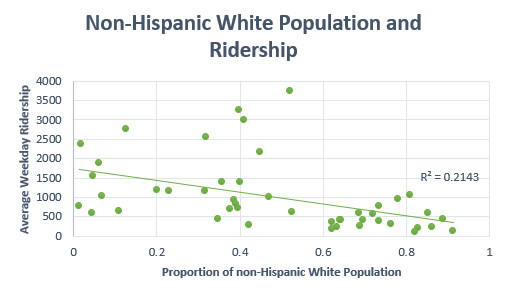 Non-Hispanic White Population and
Ridership
4000
3500
3000
2500
2000
1500
1000
500
0
Average Weekday Ridership
R² = 0.2143
0 0.2 0.4 0.6 0.8 1
Proportion of non-Hispanic White Population